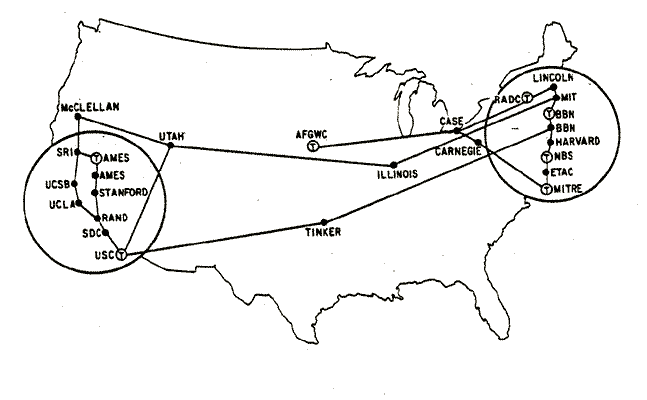 McCLELLAN
UTAH
SRI
T AMES
AMES
UCSB
STANFORD
UCLA
RAND
SDC
USC T
AFGWC
T
ILLINOIS
TINKER
CASE
CARNEGIE
LINCOLN
RADC T
MIT
T BBN
BBN
HARVARD
T NBS
ETAC
T MITRE